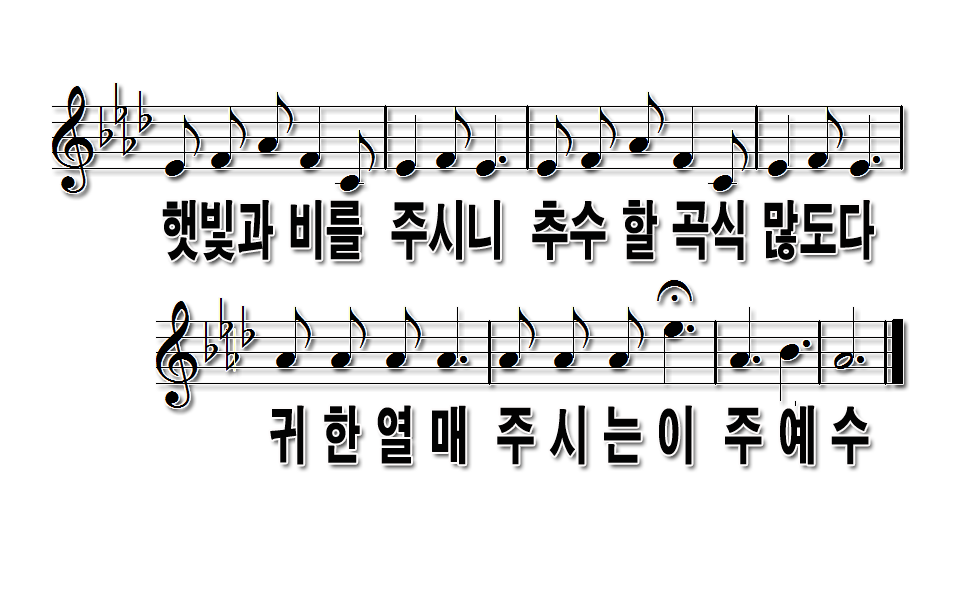 햇빛과 비를 주시니 추수 할 곡식 많도다
귀 한 열 매 주 시 는 이 주 예 수